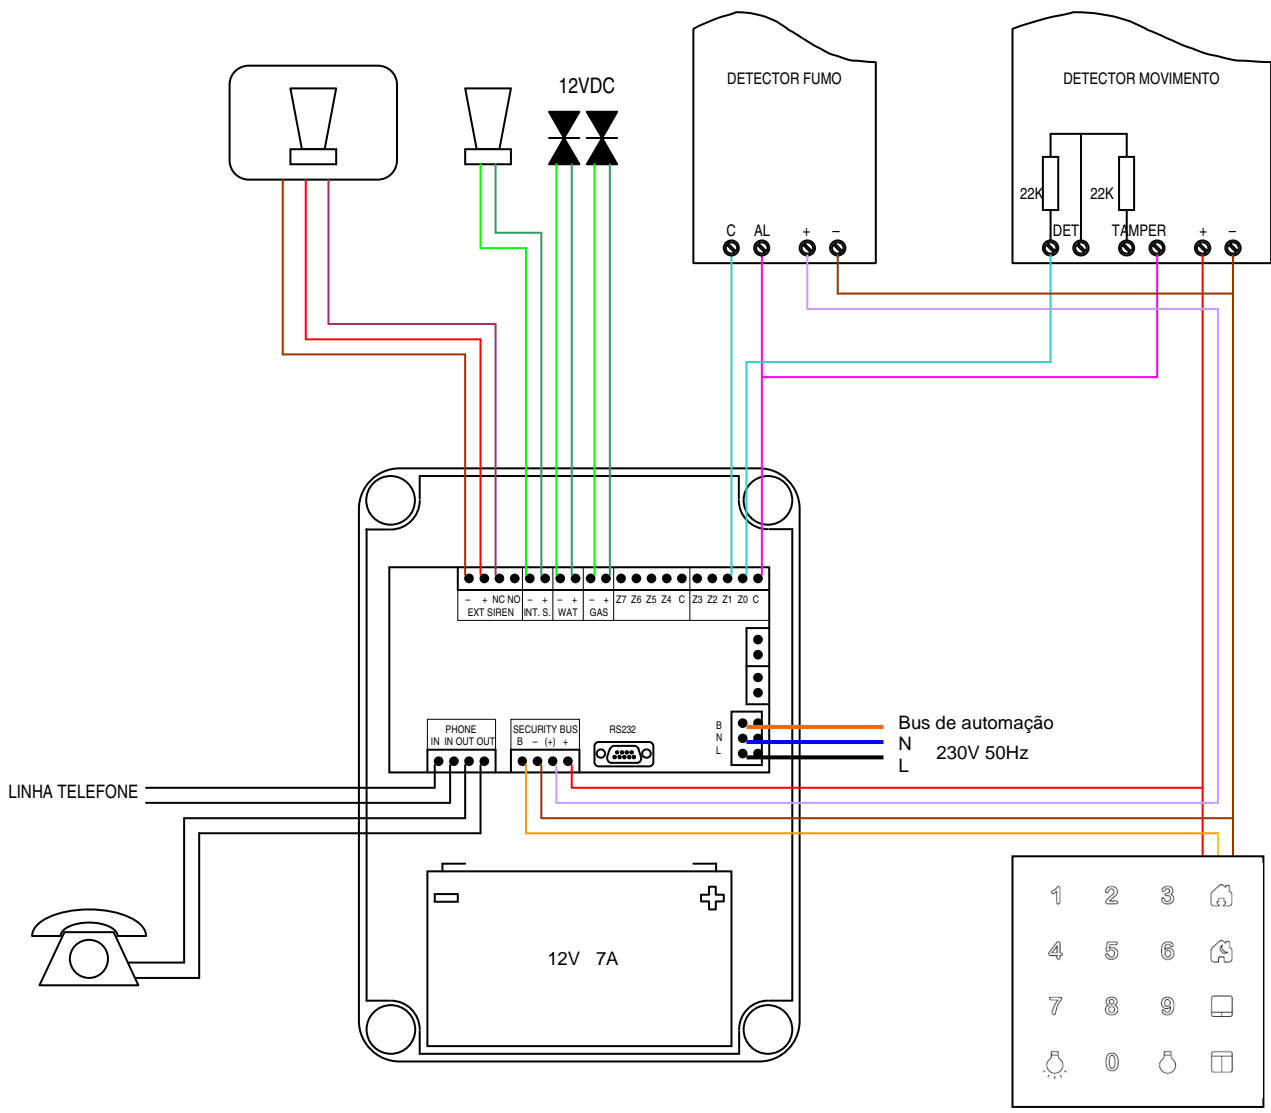 DETECTOR FUMO
DETECTOR MOVIMENTO
12VDC
22K
22K
C AL + –
DET TAMPER + –
– + NC NO – + – + – + Z7 Z6 Z5 Z4 C Z3 Z2 Z1 Z0 C
EXT SIREN INT. S. WAT GAS
PHONE
IN IN OUT OUT
SECURITY BUS
B – (+) +
RS232
B
N
L
Bus de automação
N
230V 50Hz
L
LINHA TELEFONE
12V 7A
1 2 3
4 5 6
7 8 9
0